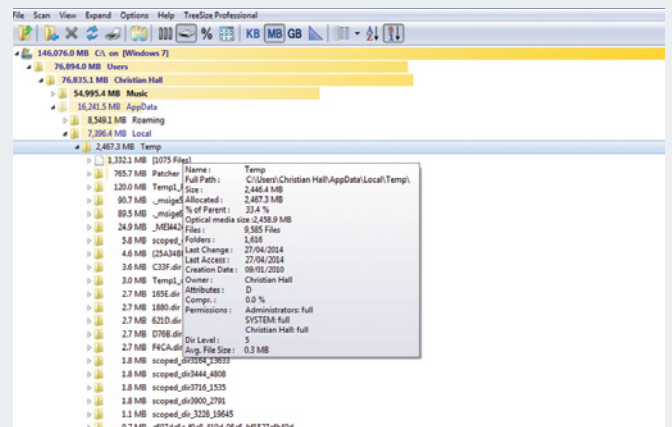 File Scan View Expand Options Help TreeSize Professional
% KB MB GB
146,076.0 MB C:\ on [Windows 7]
76,894.0 MB Users
76,835.1 MB Christian Hall
54,995.4 MB Music
16,241.5 MB AppData
8,549.1 MB Roaming
7,396.4 MB Local
2,467.3 MB Temp
1,332.1 MB [1075 Files]
765.7 MB Patcher
120.0 MB
90.7 MB
89.5 MB
24.9 MB
5.8 MB
4.6 MB
3.6 MB C33F.dir
3.0 MB
2.7 MB 165E.dir
2.7 MB 1880.dir
2.7 MB 621D.dir
2.7 MB D76B.dir
2.7 MB F4CA.dir
1.8 MB scoped_dir3164_13633
1.8 MB scoped_dir3444_4808
1.8 MB scoped_dir3716_1535
1.8 MB scoped_dir3900_2791
1.1 MB scoped_dir_3228_19645
0.7 MB
Name : Temp
Full Path : C:\Users\Christian Hall\AppData\Local\Temp\
Size : 2,446.4 MB
Allocated : 2,467.3 MB
% of Parent : 33.4 %
Optical media size :2,458.9 MB
Files : 9,585 Files
Folders : 1,616
Last Change : 27/04/2014
Last Access : 27/04/2014
Creation Date : 09/01/2010
Owner : Christian Hall
Attributes : D
Compr. : 0.0 %
Permissions : Administrators: full
SYSTEM: full
Christian Hall: full
Dir Level : 5
Avg. File Size : 0.3 MB